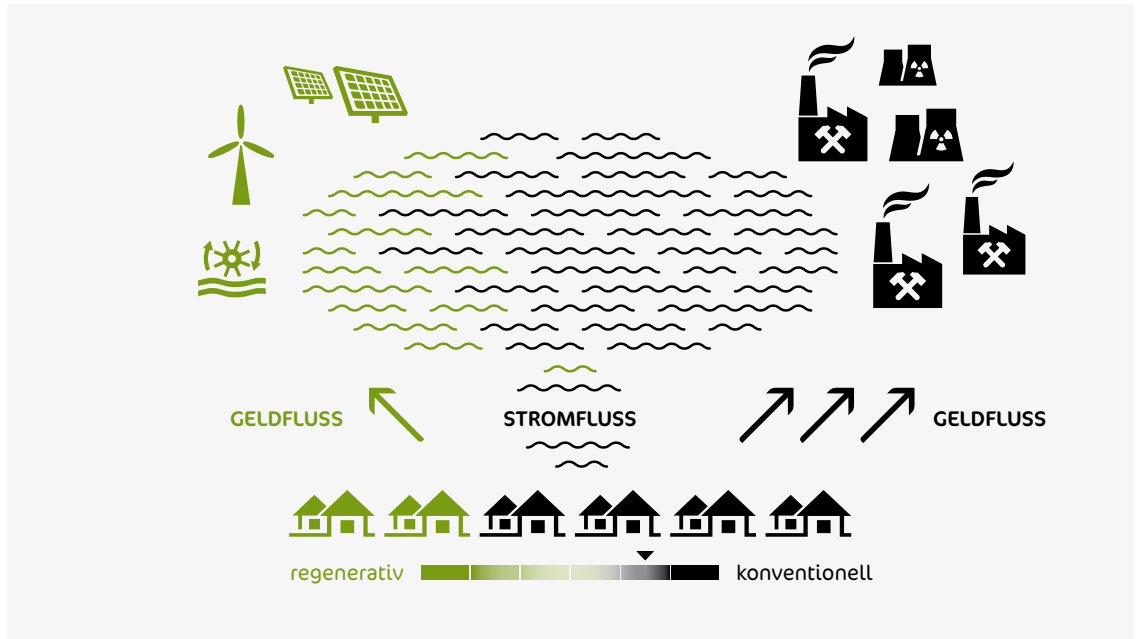 GELDFLUSS
STROMFLUSS
GELDFLUSS
regenerativ
konventionell